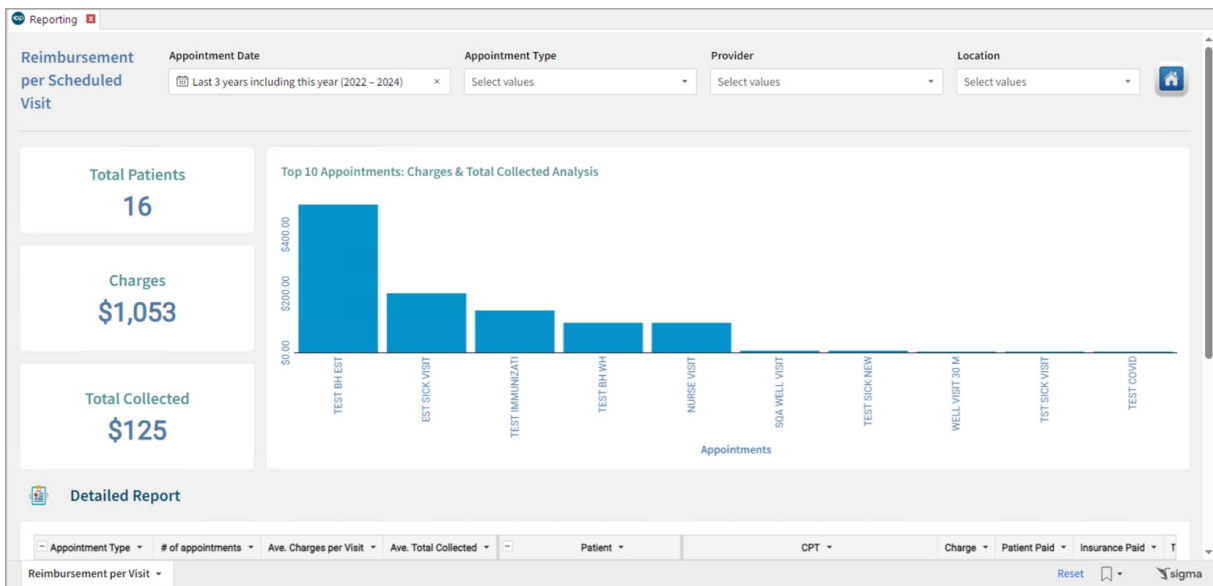 Reporting
Reimbursement
per Scheduled
Visit
Appointment Date
Last 3 years including this year (2022 – 2024)
Appointment Type
Select values
Provider
Select values
Location
Select values
Total Patients
16
Charges
$1,053
Total Collected
$125
Top 10 Appointments: Charges & Total Collected Analysis
$400.00
$200.00
$0.00
TEST BH EST
EST SICK VISIT
TEST IMMUNIZATI
TEST BH WH
NURSE VISIT
SQA WELL VISIT
TEST SICK NEW
WELL VISIT 30 M
TST SICK VISIT
TEST COVID
Appointments
Detailed Report
Appointment Type # of appointments Ave. Charges per Visit Ave. Total Collected Patient CPT Charge Patient Paid Insurance Paid T
Reimbursement per Visit
Reset
sigma